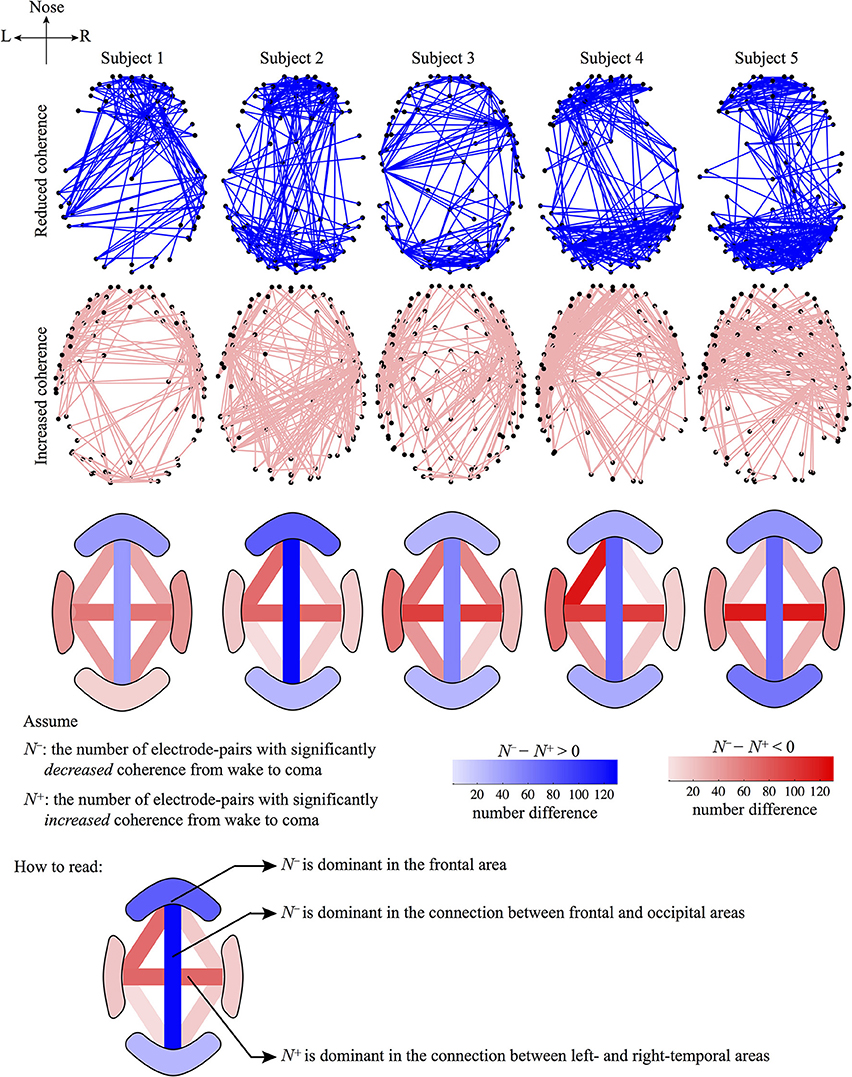 Nose
L R
Subject 1 Subject 2 Subject 3 Subject 4 Subject 5
Reduced coherence
Increased coherence
Assume
N⁻: the number of electrode-pairs with significantly
decreased coherence from wake to coma
N⁺: the number of electrode-pairs with significantly
increased coherence from wake to coma
N⁻ − N⁺ > 0
20 40 60 80 100 120
number difference
N⁻ − N⁺ < 0
20 40 60 80 100 120
number difference
How to read:
N⁻ is dominant in the frontal area
N⁻ is dominant in the connection between frontal and occipital areas
N⁺ is dominant in the connection between left- and right-temporal areas